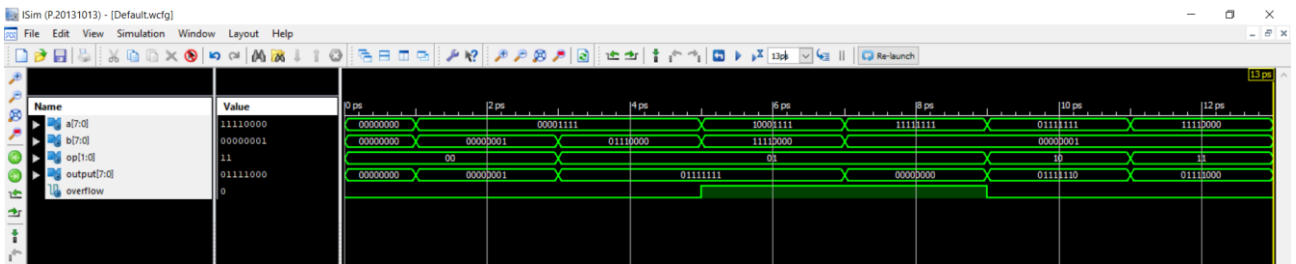 ISim (P.20131013) - [Default.wcfg]
File Edit View Simulation Window Layout Help
13ps Re-launch
13 ps
Name Value 0 ps 2 ps 4 ps 6 ps 8 ps 10 ps 12 ps
a[7:0] 11110000 00000000 00001111 10001111 11111111 01111111 11110000
b[7:0] 00000001 00000000 00000001 01110000 11110000 00000001
op[1:0] 11 00 01 10 11
output[7:0] 01111000 00000000 00000001 01111111 00000000 01111110 01111000
overflow 0